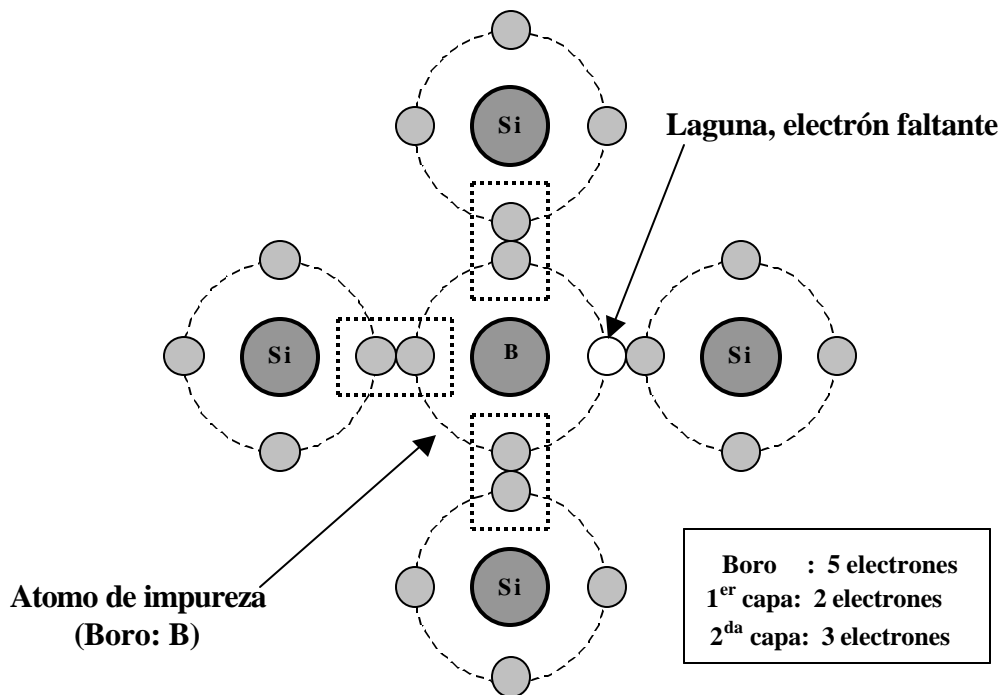 Si
Laguna, electrón faltante
Si
B
Si
Si
Atomo de impureza
(Boro: B)
Boro : 5 electrones
1er capa: 2 electrones
2da capa: 3 electrones